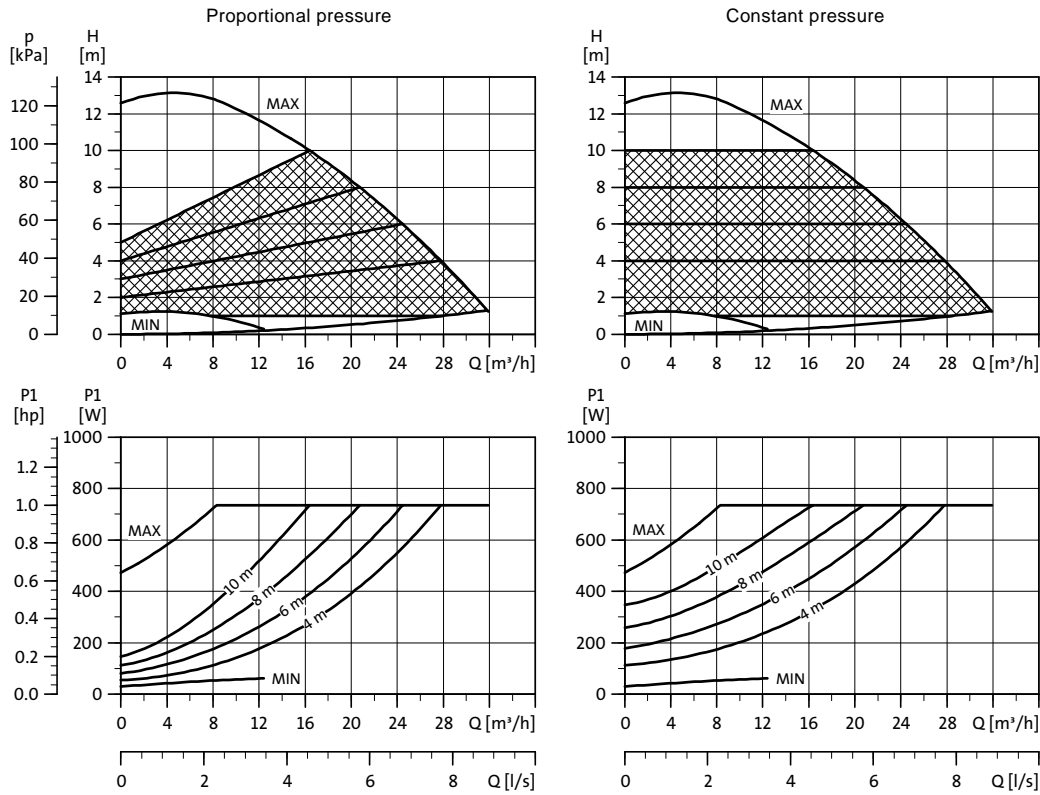 Proportional pressure
Constant pressure
p
[kPa]
H
[m]
120
100
80
60
40
20
0
14
12
10
8
6
4
2
0
MAX
MIN
0 4 8 12 16 20 24 28 Q [m³/h]
H
[m]
14
12
10
8
6
4
2
0
MAX
MIN
0 4 8 12 16 20 24 28 Q [m³/h]
P1
[hp]
P1
[W]
1.2
1.0
0.8
0.6
0.4
0.2
0.0
1000
800
600
400
200
0
MAX
10 m
8 m
6 m
4 m
MIN
0 4 8 12 16 20 24 28 Q [m³/h]
0 2 4 6 8 Q [l/s]
P1
[W]
1000
800
600
400
200
0
MAX
10 m
8 m
6 m
4 m
MIN
0 4 8 12 16 20 24 28 Q [m³/h]
0 2 4 6 8 Q [l/s]